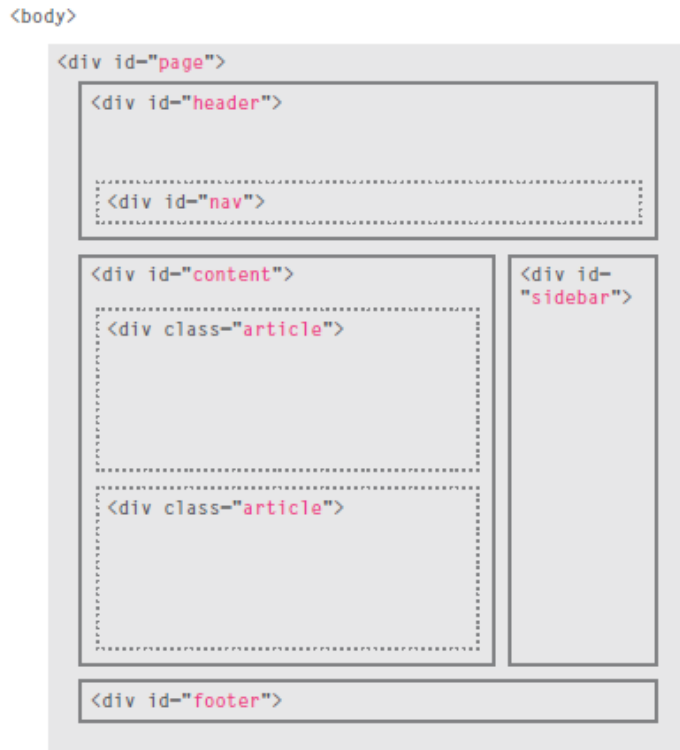 <body>
<div id="page">
<div id="header">
<div id="nav">
<div id="content">
<div id=
"sidebar">
<div class="article">
<div class="article">
<div id="footer">